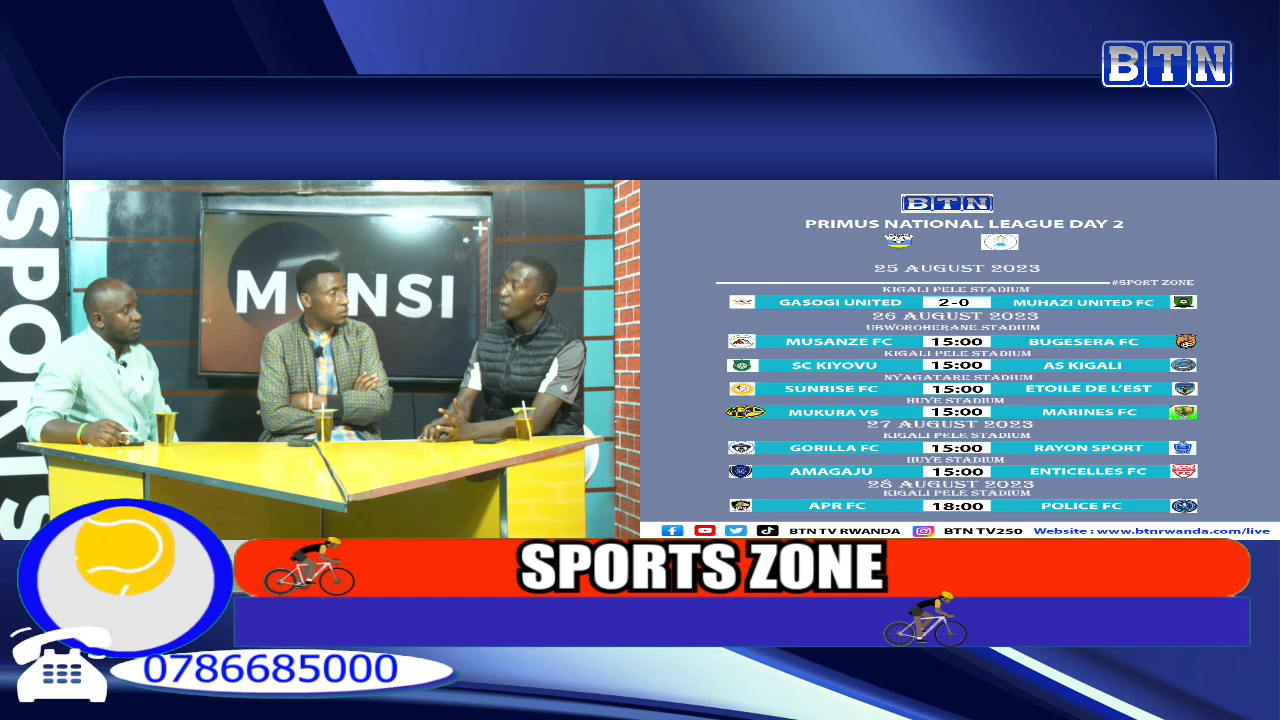 BTN
SPORTS
M NSI
BTN
PRIMUS NATIONAL LEAGUE DAY 2
25 AUGUST 2023
#SPORT ZONE
KIGALI PELE STADIUM
GASOGI UNITED 2-0 MUHAZI UNITED FC
26 AUGUST 2023
UBWOROHERANE STADIUM
MUSANZE FC 15:00 BUGESERA FC
KIGALI PELE STADIUM
SC KIYOVU 15:00 AS KIGALI
NYAGATARE STADIUM
SUNRISE FC 15:00 ETOILE DE L'EST
HUYE STADIUM
MUKURA VS 15:00 MARINES FC
27 AUGUST 2023
KIGALI PELE STADIUM
GORILLA FC 15:00 RAYON SPORT
HUYE STADIUM
AMAGAJU 15:00 ENTICELLES FC
28 AUGUST 2023
KIGALI PELE STADIUM
APR FC 18:00 POLICE FC
BTN TV RWANDA BTN TV250 Website : www.btnrwanda.com/live
SPORTS ZONE
0786685000